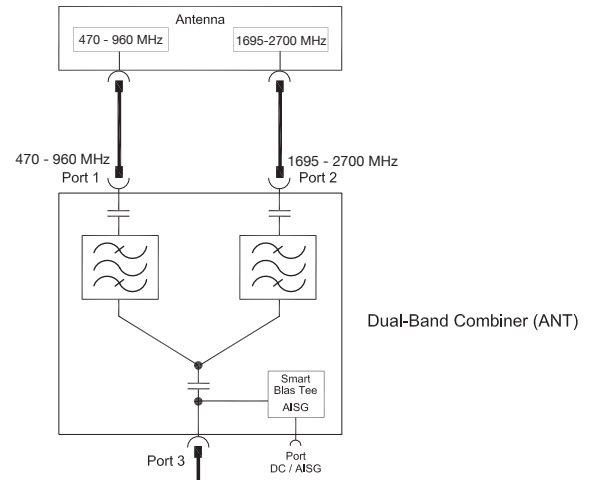 Antenna
470 - 960 MHz
1695-2700 MHz
470 - 960 MHz
Port 1
1695 - 2700 MHz
Port 2
Dual-Band Combiner (ANT)
Smart
Blas Tee
AISG
Port 3
Port
DC / AISG